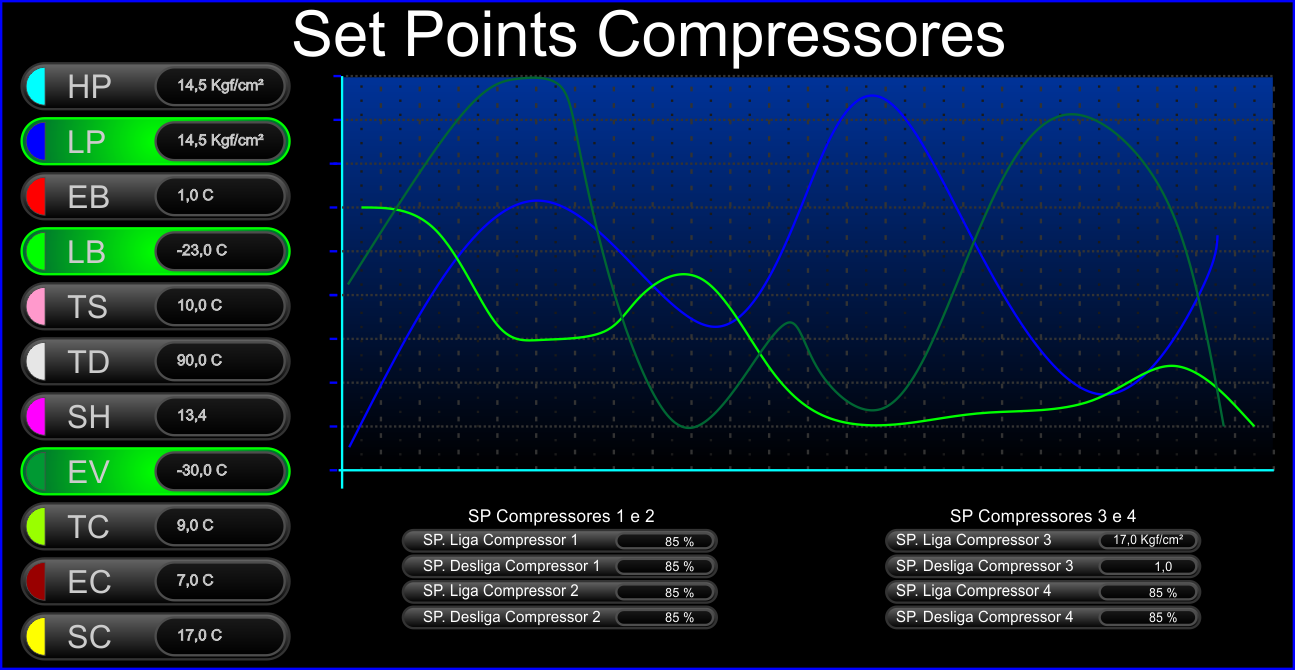 Set Points Compressores
HP 14,5 Kgf/cm²
LP 14,5 Kgf/cm²
EB 1,0 C
LB -23,0 C
TS 10,0 C
TD 90,0 C
SH 13,4
EV -30,0 C
TC 9,0 C
EC 7,0 C
SC 17,0 C
SP Compressores 1 e 2
SP. Liga Compressor 1 85 %
SP. Desliga Compressor 1 85 %
SP. Liga Compressor 2 85 %
SP. Desliga Compressor 2 85 %
SP Compressores 3 e 4
SP. Liga Compressor 3 17,0 Kgf/cm²
SP. Desliga Compressor 3 1,0
SP. Liga Compressor 4 85 %
SP. Desliga Compressor 4 85 %